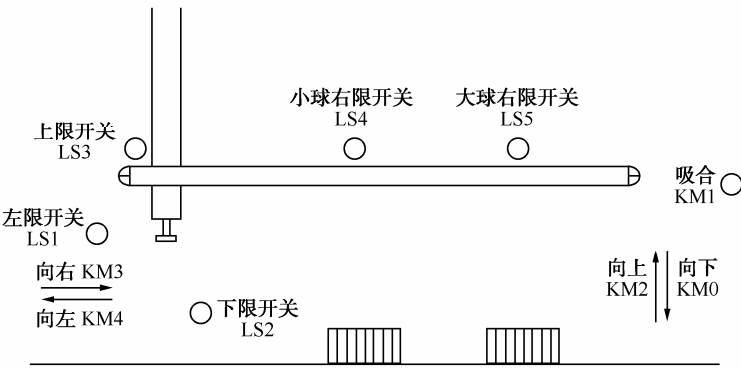 小球右限开关
LS4
大球右限开关
LS5
上限开关
LS3
吸合
KM1
左限开关
LS1
向右 KM3
向左 KM4
向上
KM2
向下
KM0
下限开关
LS2